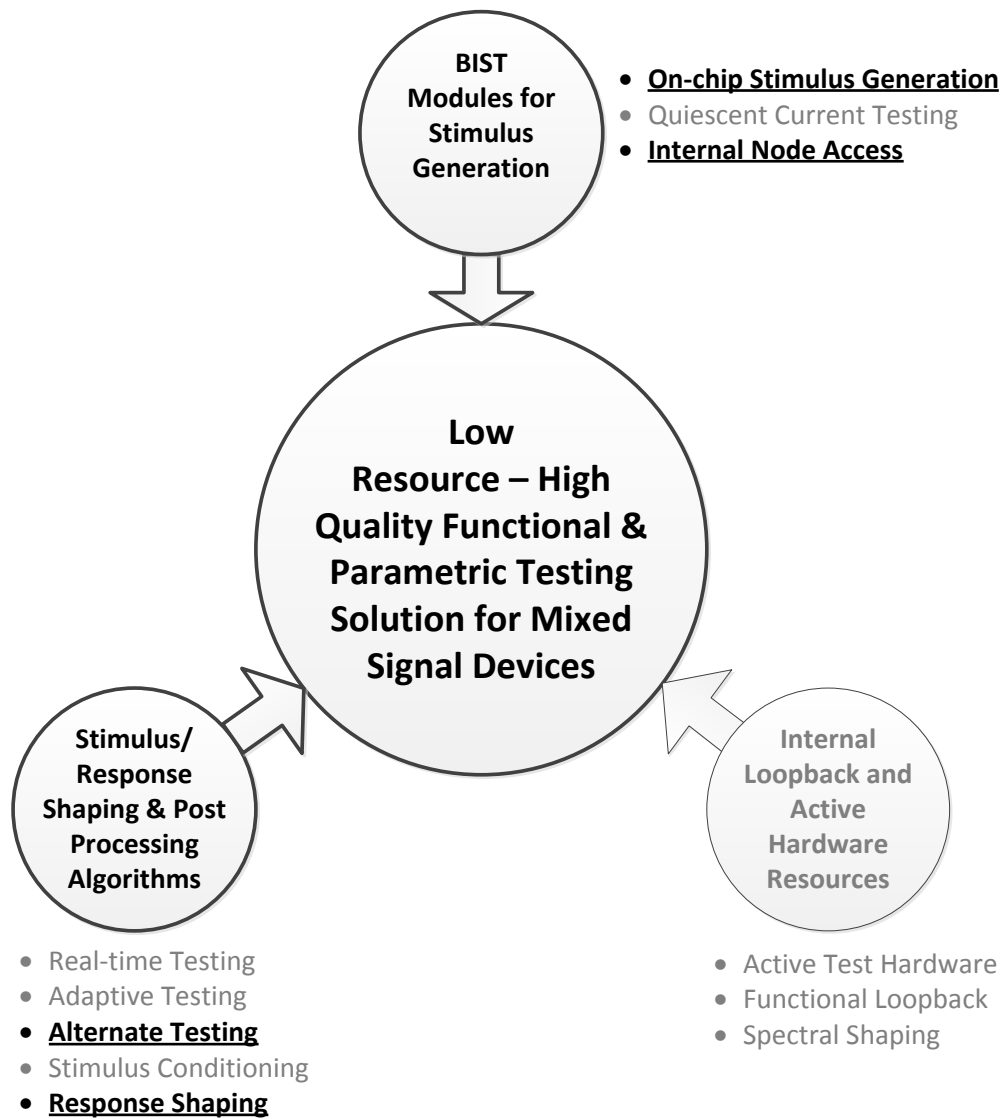 BIST
Modules for
Stimulus
Generation
• On-chip Stimulus Generation
• Quiescent Current Testing
• Internal Node Access
Low
Resource – High
Quality Functional &
Parametric Testing
Solution for Mixed
Signal Devices
Stimulus/
Response
Shaping & Post
Processing
Algorithms
Internal
Loopback and
Active
Hardware
Resources
• Real-time Testing
• Adaptive Testing
• Alternate Testing
• Stimulus Conditioning
• Response Shaping
• Active Test Hardware
• Functional Loopback
• Spectral Shaping